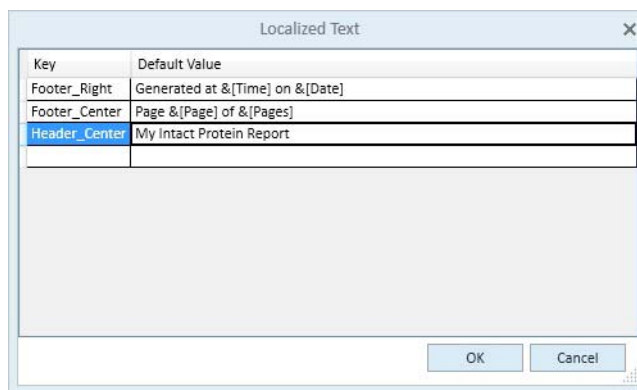 Localized Text
Key Default Value
Footer_Right Generated at &[Time] on &[Date]
Footer_Center Page &[Page] of &[Pages]
Header_Center My Intact Protein Report
OK Cancel